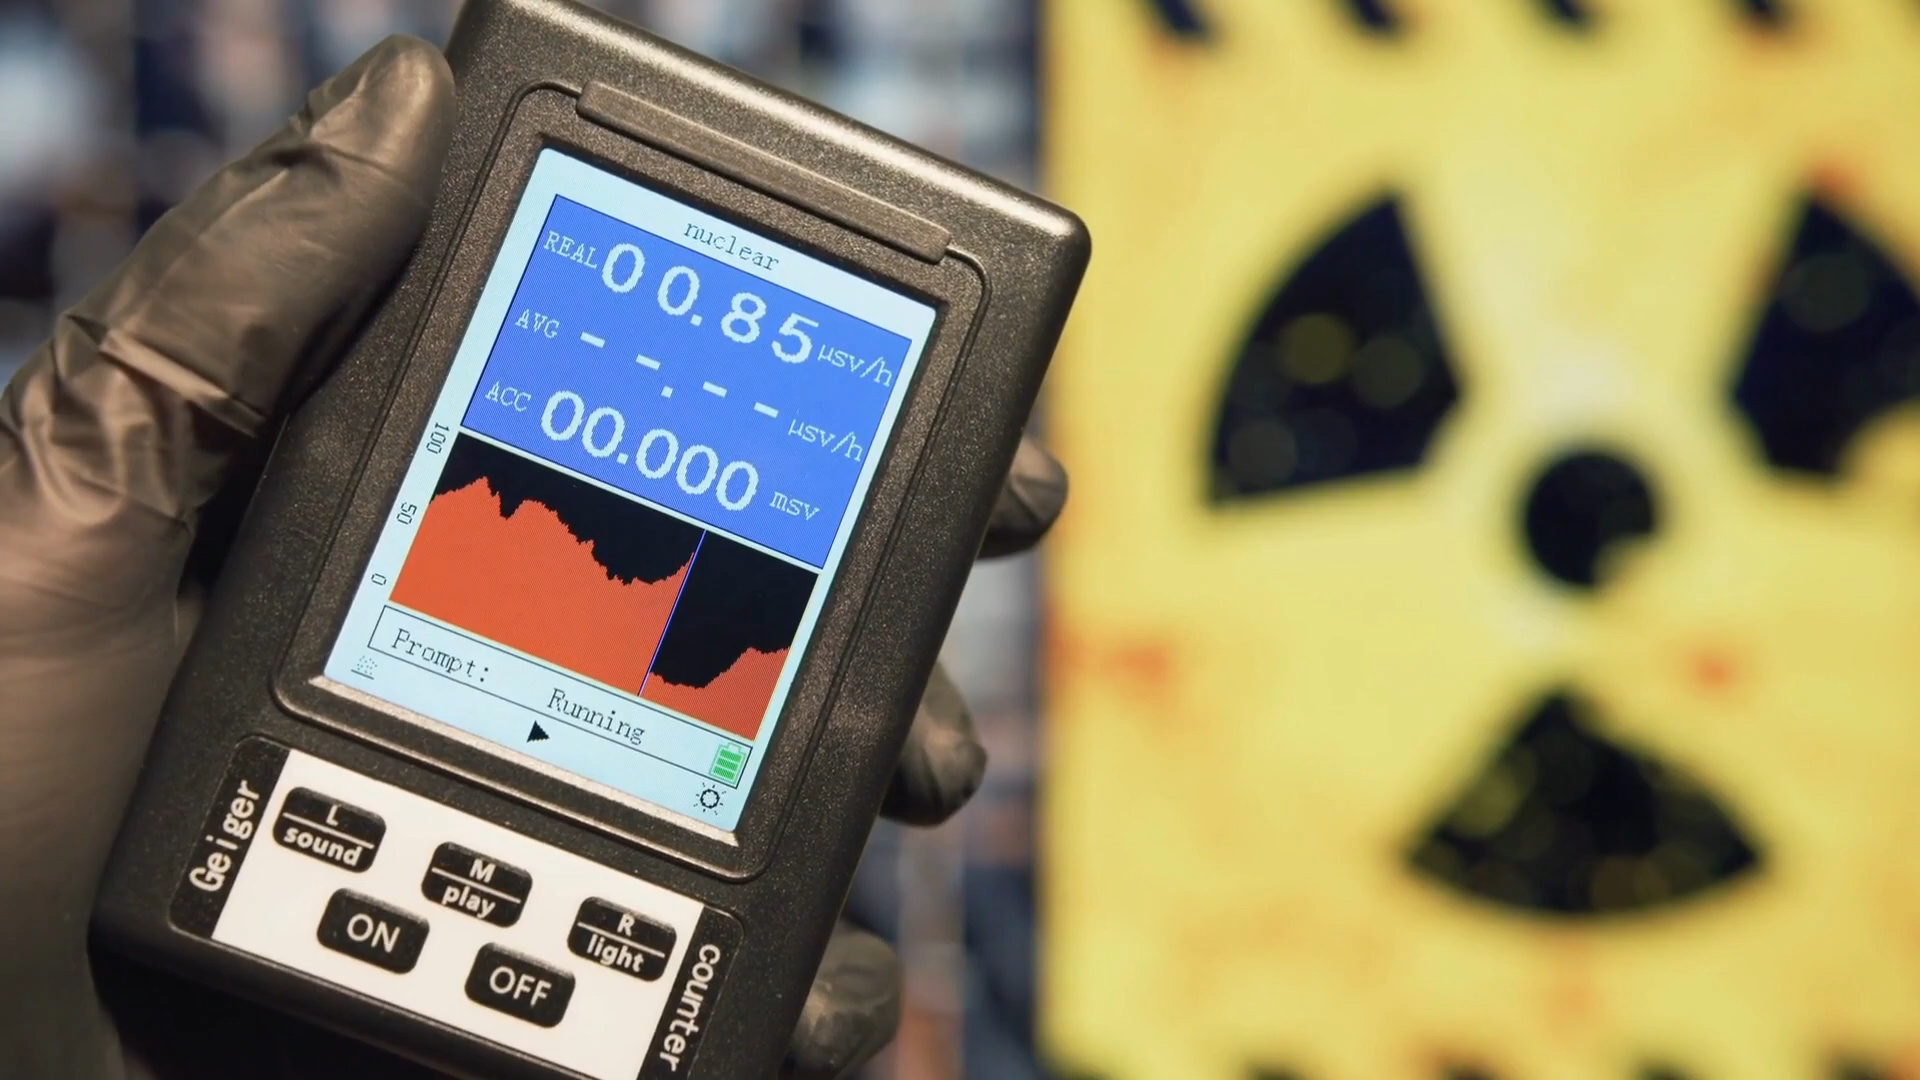 nuclear
REAL 00.85 µsv/h
AVG --.-- µsv/h
ACC 00.000 msv
100
50
0
Prompt:
Running
Geiger
L
sound
M
play
R
light
ON
OFF
counter